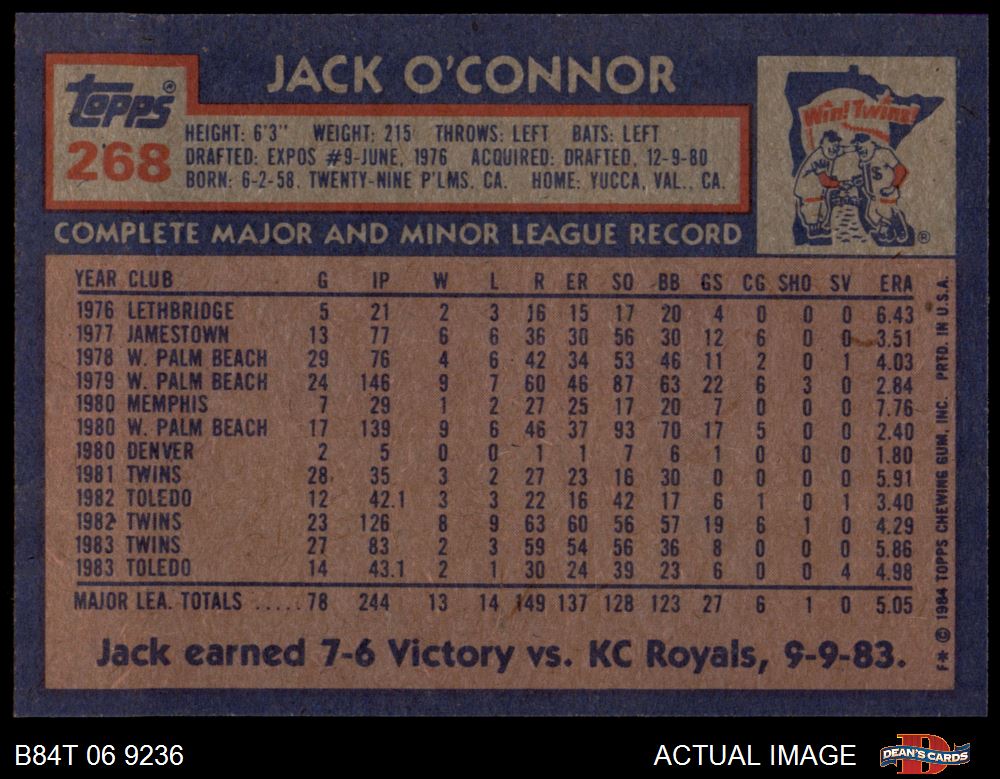 JACK O'CONNOR
TOPPS®
268
HEIGHT: 6'3" WEIGHT: 215 THROWS: LEFT BATS: LEFT
DRAFTED: EXPOS #9-JUNE, 1976 ACQUIRED: DRAFTED, 12-9-80
BORN: 6-2-58, TWENTY-NINE P'LMS, CA. HOME: YUCCA, VAL., CA.
Win! Twins!
S
®
COMPLETE MAJOR AND MINOR LEAGUE RECORD
YEAR CLUB G IP W L R ER SO BB GS CG SHO SV ERA
1976 LETHBRIDGE 5 21 2 3 16 15 17 20 4 0 0 0 6.43
1977 JAMESTOWN 13 77 6 6 36 30 56 30 12 6 0 0 3.51
1978 W. PALM BEACH 29 76 4 6 42 34 53 46 11 2 0 1 4.03
1979 W. PALM BEACH 24 146 9 7 60 46 87 63 22 6 3 0 2.84
1980 MEMPHIS 7 29 1 2 27 25 17 20 7 0 0 0 7.76
1980 W. PALM BEACH 17 139 9 6 46 37 93 70 17 5 0 0 2.40
1980 DENVER 2 5 0 0 1 1 7 6 1 0 0 0 1.80
1981 TWINS 28 35 3 2 27 23 16 30 0 0 0 0 5.91
1982 TOLEDO 12 42.1 3 3 22 16 42 17 6 1 0 1 3.40
1982 TWINS 23 126 8 9 63 60 56 57 19 6 1 0 4.29
1983 TWINS 27 83 2 3 59 54 56 36 8 0 0 0 5.86
1983 TOLEDO 14 43.1 2 1 30 24 39 23 6 0 0 4 4.98
MAJOR LEA. TOTALS .....78 244 13 14 149 137 128 123 27 6 1 0 5.05
Jack earned 7-6 Victory vs. KC Royals, 9-9-83.
F* © 1984 TOPPS CHEWING GUM, INC. PRTD. IN U.S.A.
B84T 06 9236
ACTUAL IMAGE
DEAN'S CARDS